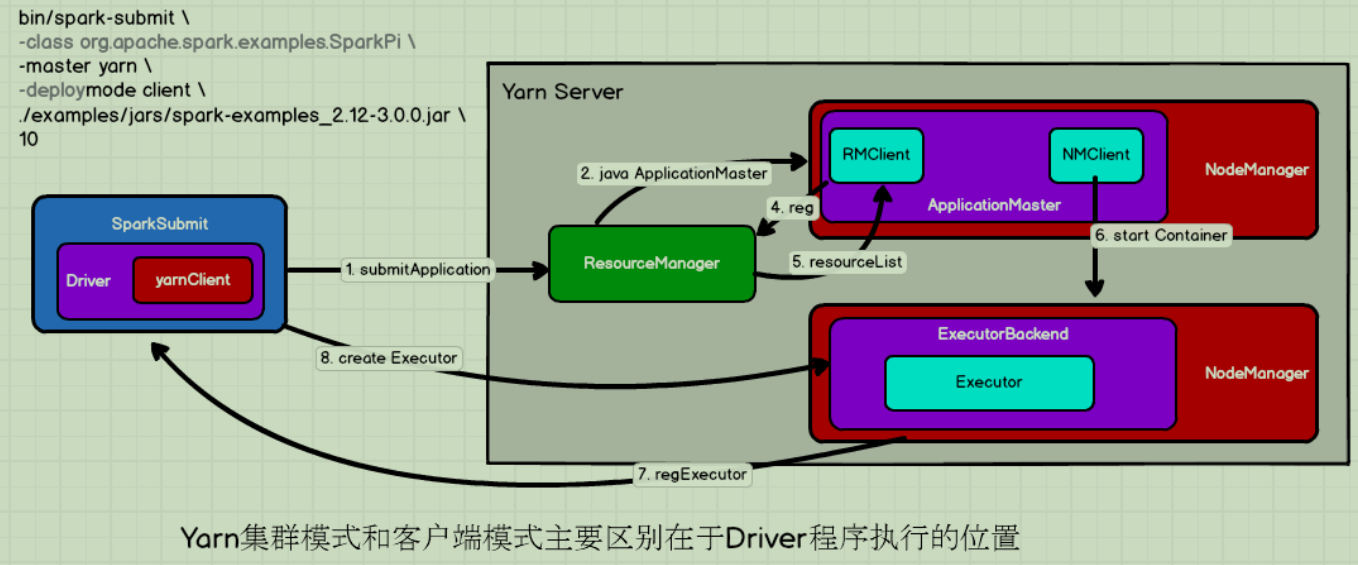 bin/spark-submit \
-class org.apache.spark.examples.SparkPi \
-master yarn \
-deploymode client \
./examples/jars/spark-examples_2.12-3.0.0.jar \
10
Yarn Server
RMClient
NMClient
NodeManager
ApplicationMaster
2. java ApplicationMaster
4. reg
SparkSubmit
Driver
yarnClient
1. submitApplication
ResourceManager
5. resourceList
6. start Container
8. create Executor
ExecutorBackend
Executor
NodeManager
7. regExecutor
Yarn集群模式和客户端模式主要区别在于Driver程序执行的位置